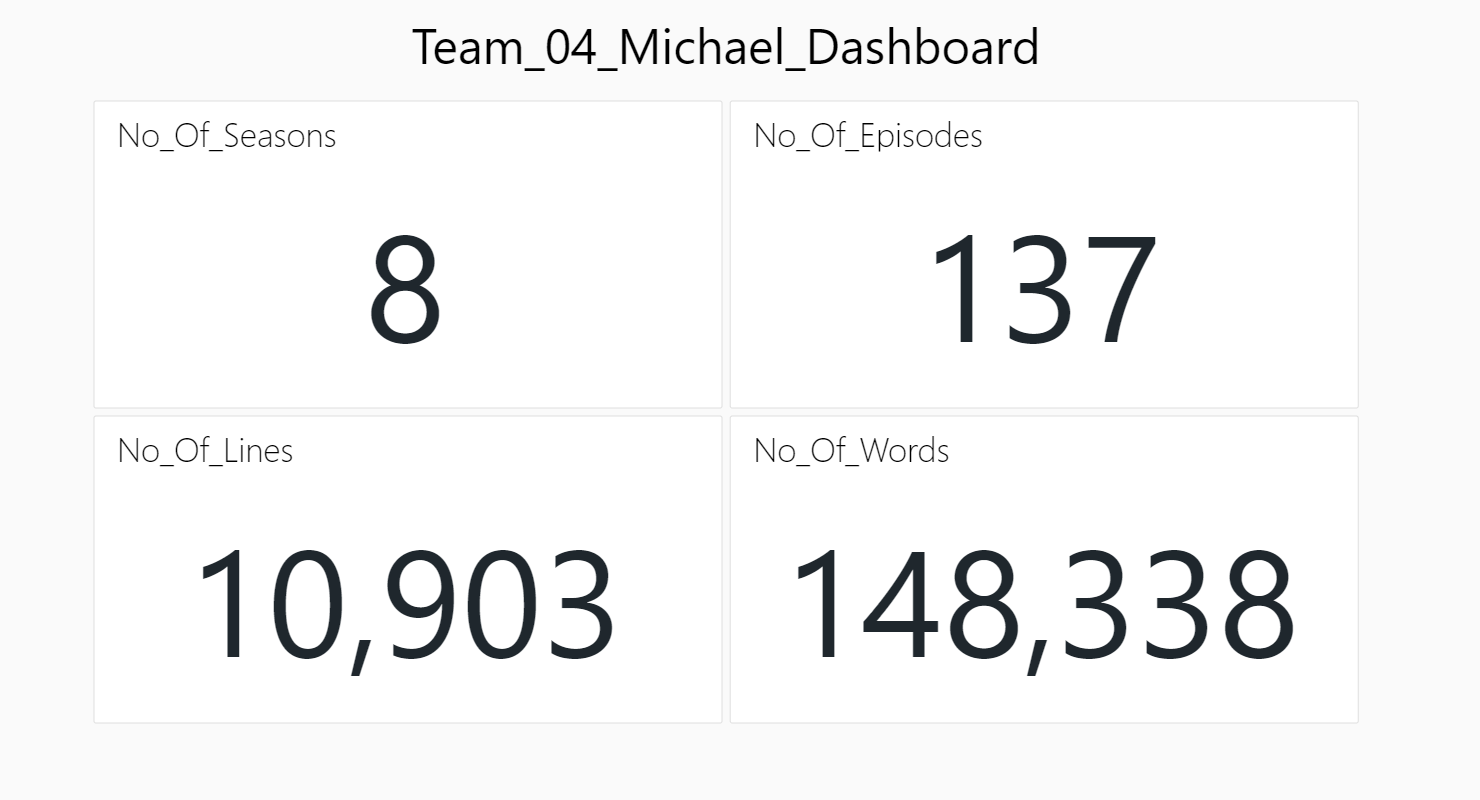 Team_04_Michael_Dashboard
No_Of_Seasons
8
No_Of_Episodes
137
No_Of_Lines
10,903
No_Of_Words
148,338